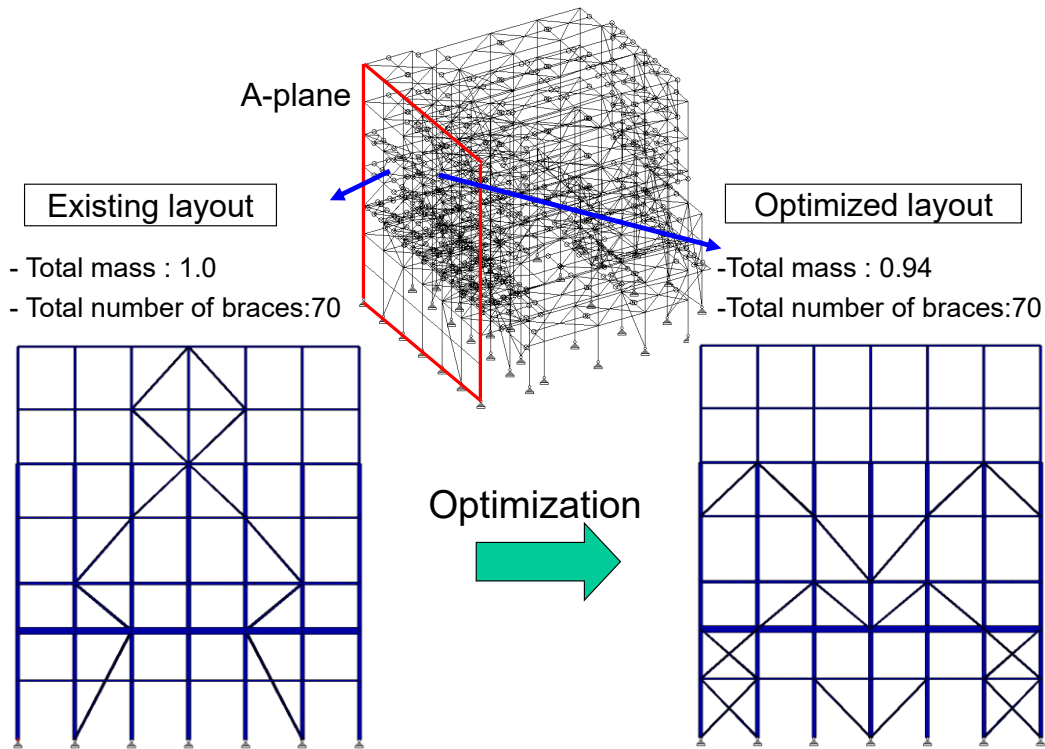 A-plane
Existing layout
- Total mass : 1.0
- Total number of braces:70
Optimized layout
-Total mass : 0.94
-Total number of braces:70
Optimization